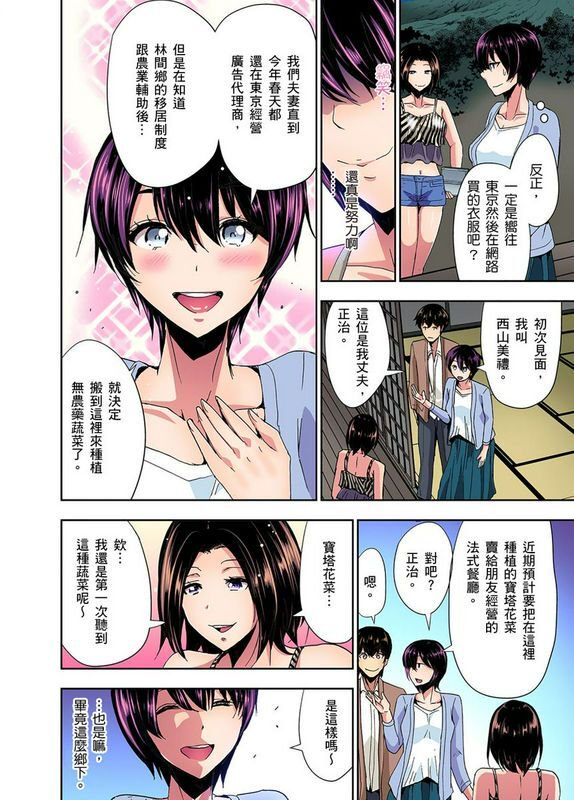 反正，
一定是嚮往
東京然後在網路
買的衣服吧？
竊笑…
還真是努力啊
……
初次見面，
我叫
西山美禮。
這位是我丈夫，
正治。
我們夫妻直到
今年春天都
還在東京經營
廣告代理商，
但是在知道
林間鄉的移居制度
跟農業輔助後…
就決定
搬到這裡來種植
無農藥蔬菜了。
近期預計要把在這裡
種植的寶塔花菜
賣給朋友經營的
法式餐廳。
對吧？
正治。
嗯。
寶塔花菜…
欸…
我還是第一次聽到
這種蔬菜呢～
是這樣嗎～
…也是嘛，
畢竟這麼鄉下。